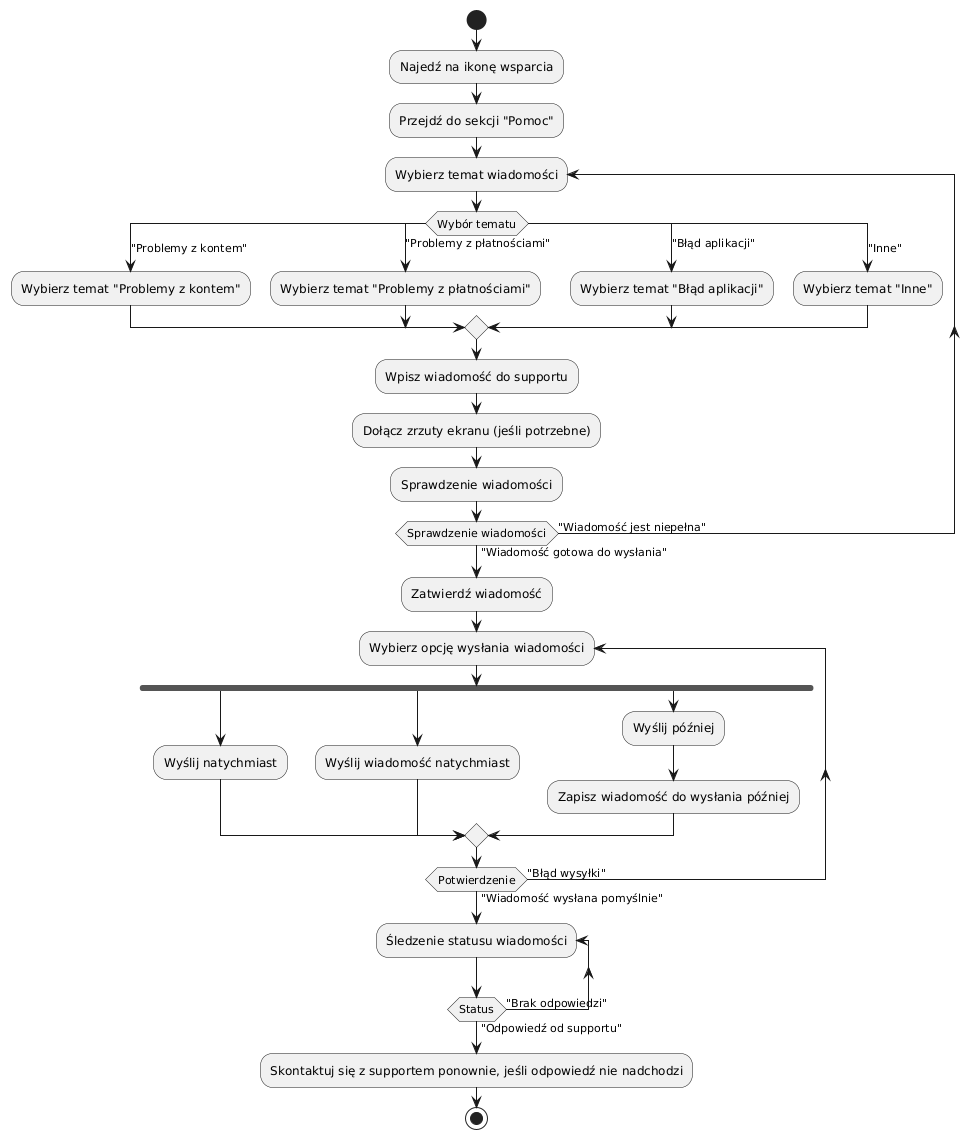 Najedź na ikonę wsparcia
Przejdź do sekcji "Pomoc"
Wybierz temat wiadomości
Wybór tematu
"Problemy z kontem"
"Problemy z płatnościami"
"Błąd aplikacji"
"Inne"
Wybierz temat "Problemy z kontem"
Wybierz temat "Problemy z płatnościami"
Wybierz temat "Błąd aplikacji"
Wybierz temat "Inne"
Wpisz wiadomość do supportu
Dołącz zrzuty ekranu (jeśli potrzebne)
Sprawdzenie wiadomości
Sprawdzenie wiadomości
"Wiadomość jest niepełna"
"Wiadomość gotowa do wysłania"
Zatwierdź wiadomość
Wybierz opcję wysłania wiadomości
Wyślij później
Wyślij natychmiast
Wyślij wiadomość natychmiast
Zapisz wiadomość do wysłania później
Potwierdzenie
"Błąd wysyłki"
"Wiadomość wysłana pomyślnie"
Śledzenie statusu wiadomości
Status
"Brak odpowiedzi"
"Odpowiedź od supportu"
Skontaktuj się z supportem ponownie, jeśli odpowiedź nie nadchodzi